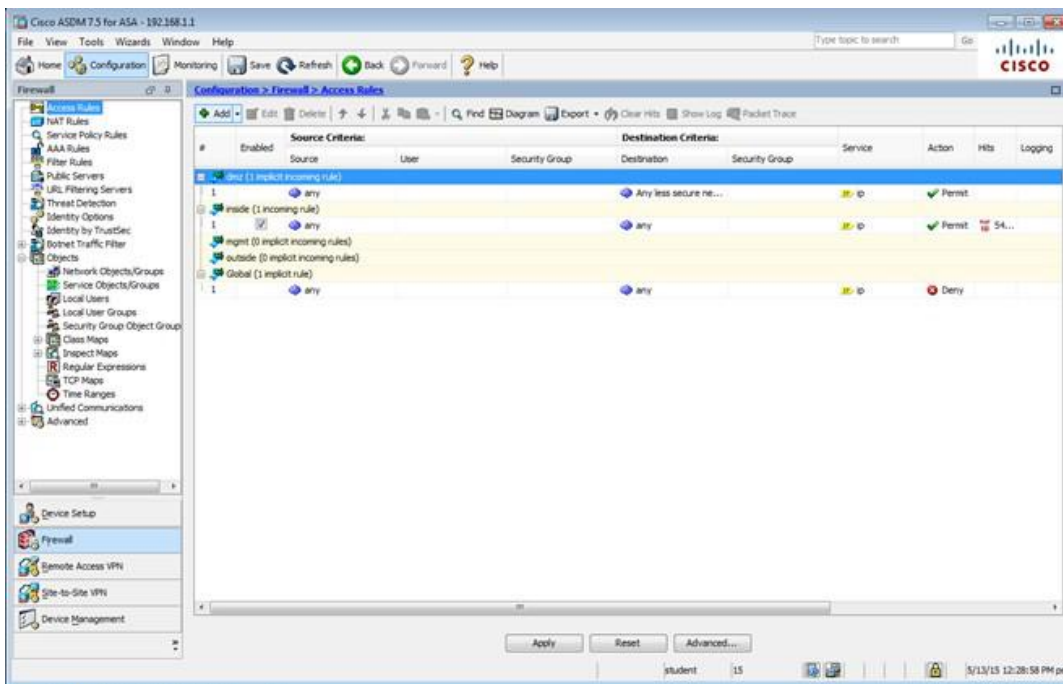 Cisco ASDM 7.5 for ASA - 192.168.1.1
File View Tools Wizards Window Help
Type topic to search Go
Home Configuration Monitoring Save Refresh Back Forward Help
CISCO
Firewall
Access Rules
NAT Rules
Service Policy Rules
AAA Rules
Filter Rules
Public Servers
URL Filtering Servers
Threat Detection
Identity Options
Identity by TrustSec
Botnet Traffic Filter
Objects
Network Objects/Groups
Service Objects/Groups
Local Users
Local User Groups
Security Group Object Group
Class Maps
Inspect Maps
Regular Expressions
TCP Maps
Time Ranges
Unified Communications
Advanced
Device Setup
Firewall
Remote Access VPN
Site-to-Site VPN
Device Management
Configuration > Firewall > Access Rules
Add Edit Delete Find Diagram Export Clear Hits Show Log Packet Trace
Source Criteria: Destination Criteria:
# Enabled Service Action Hits Logging
Source User Security Group Destination Security Group
dmz (1 implicit incoming rule)
1 any Any less secure ne... ip Permit
inside (1 incoming rule)
1 any any ip Permit 54...
mgmt (0 implicit incoming rules)
outside (0 implicit incoming rules)
Global (1 implicit rule)
1 any any ip Deny
Apply Reset Advanced...
student 15 5/13/15 12:28:58 PM